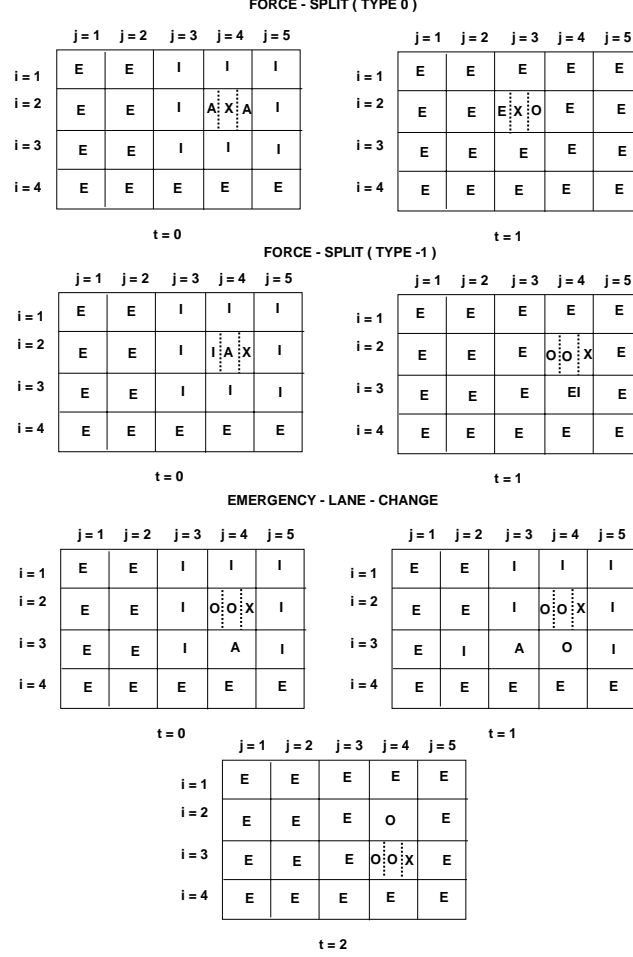 FORCE - SPLIT ( TYPE 0 )
j = 1 j = 2 j = 3 j = 4 j = 5
i = 1 E E I I I
i = 2 E E I A X A I
i = 3 E E I I I
i = 4 E E E E E
t = 0
j = 1 j = 2 j = 3 j = 4 j = 5
i = 1 E E E E E
i = 2 E E E X O E E
i = 3 E E E E E
i = 4 E E E E E
t = 1
FORCE - SPLIT ( TYPE -1 )
j = 1 j = 2 j = 3 j = 4 j = 5
i = 1 E E I I I
i = 2 E E I I A X I
i = 3 E E I I I
i = 4 E E E E E
t = 0
j = 1 j = 2 j = 3 j = 4 j = 5
i = 1 E E E E E
i = 2 E E E O O X E
i = 3 E E E EI E
i = 4 E E E E E
t = 1
EMERGENCY - LANE - CHANGE
j = 1 j = 2 j = 3 j = 4 j = 5
i = 1 E E I I I
i = 2 E E I O O X I
i = 3 E E I A I
i = 4 E E E E E
t = 0
j = 1 j = 2 j = 3 j = 4 j = 5
i = 1 E E I I I
i = 2 E E I O O X I
i = 3 E I A O I
i = 4 E E E E E
t = 1
j = 1 j = 2 j = 3 j = 4 j = 5
i = 1 E E E E E
i = 2 E E E O E
i = 3 E E E O O X E
i = 4 E E E E E
t = 2